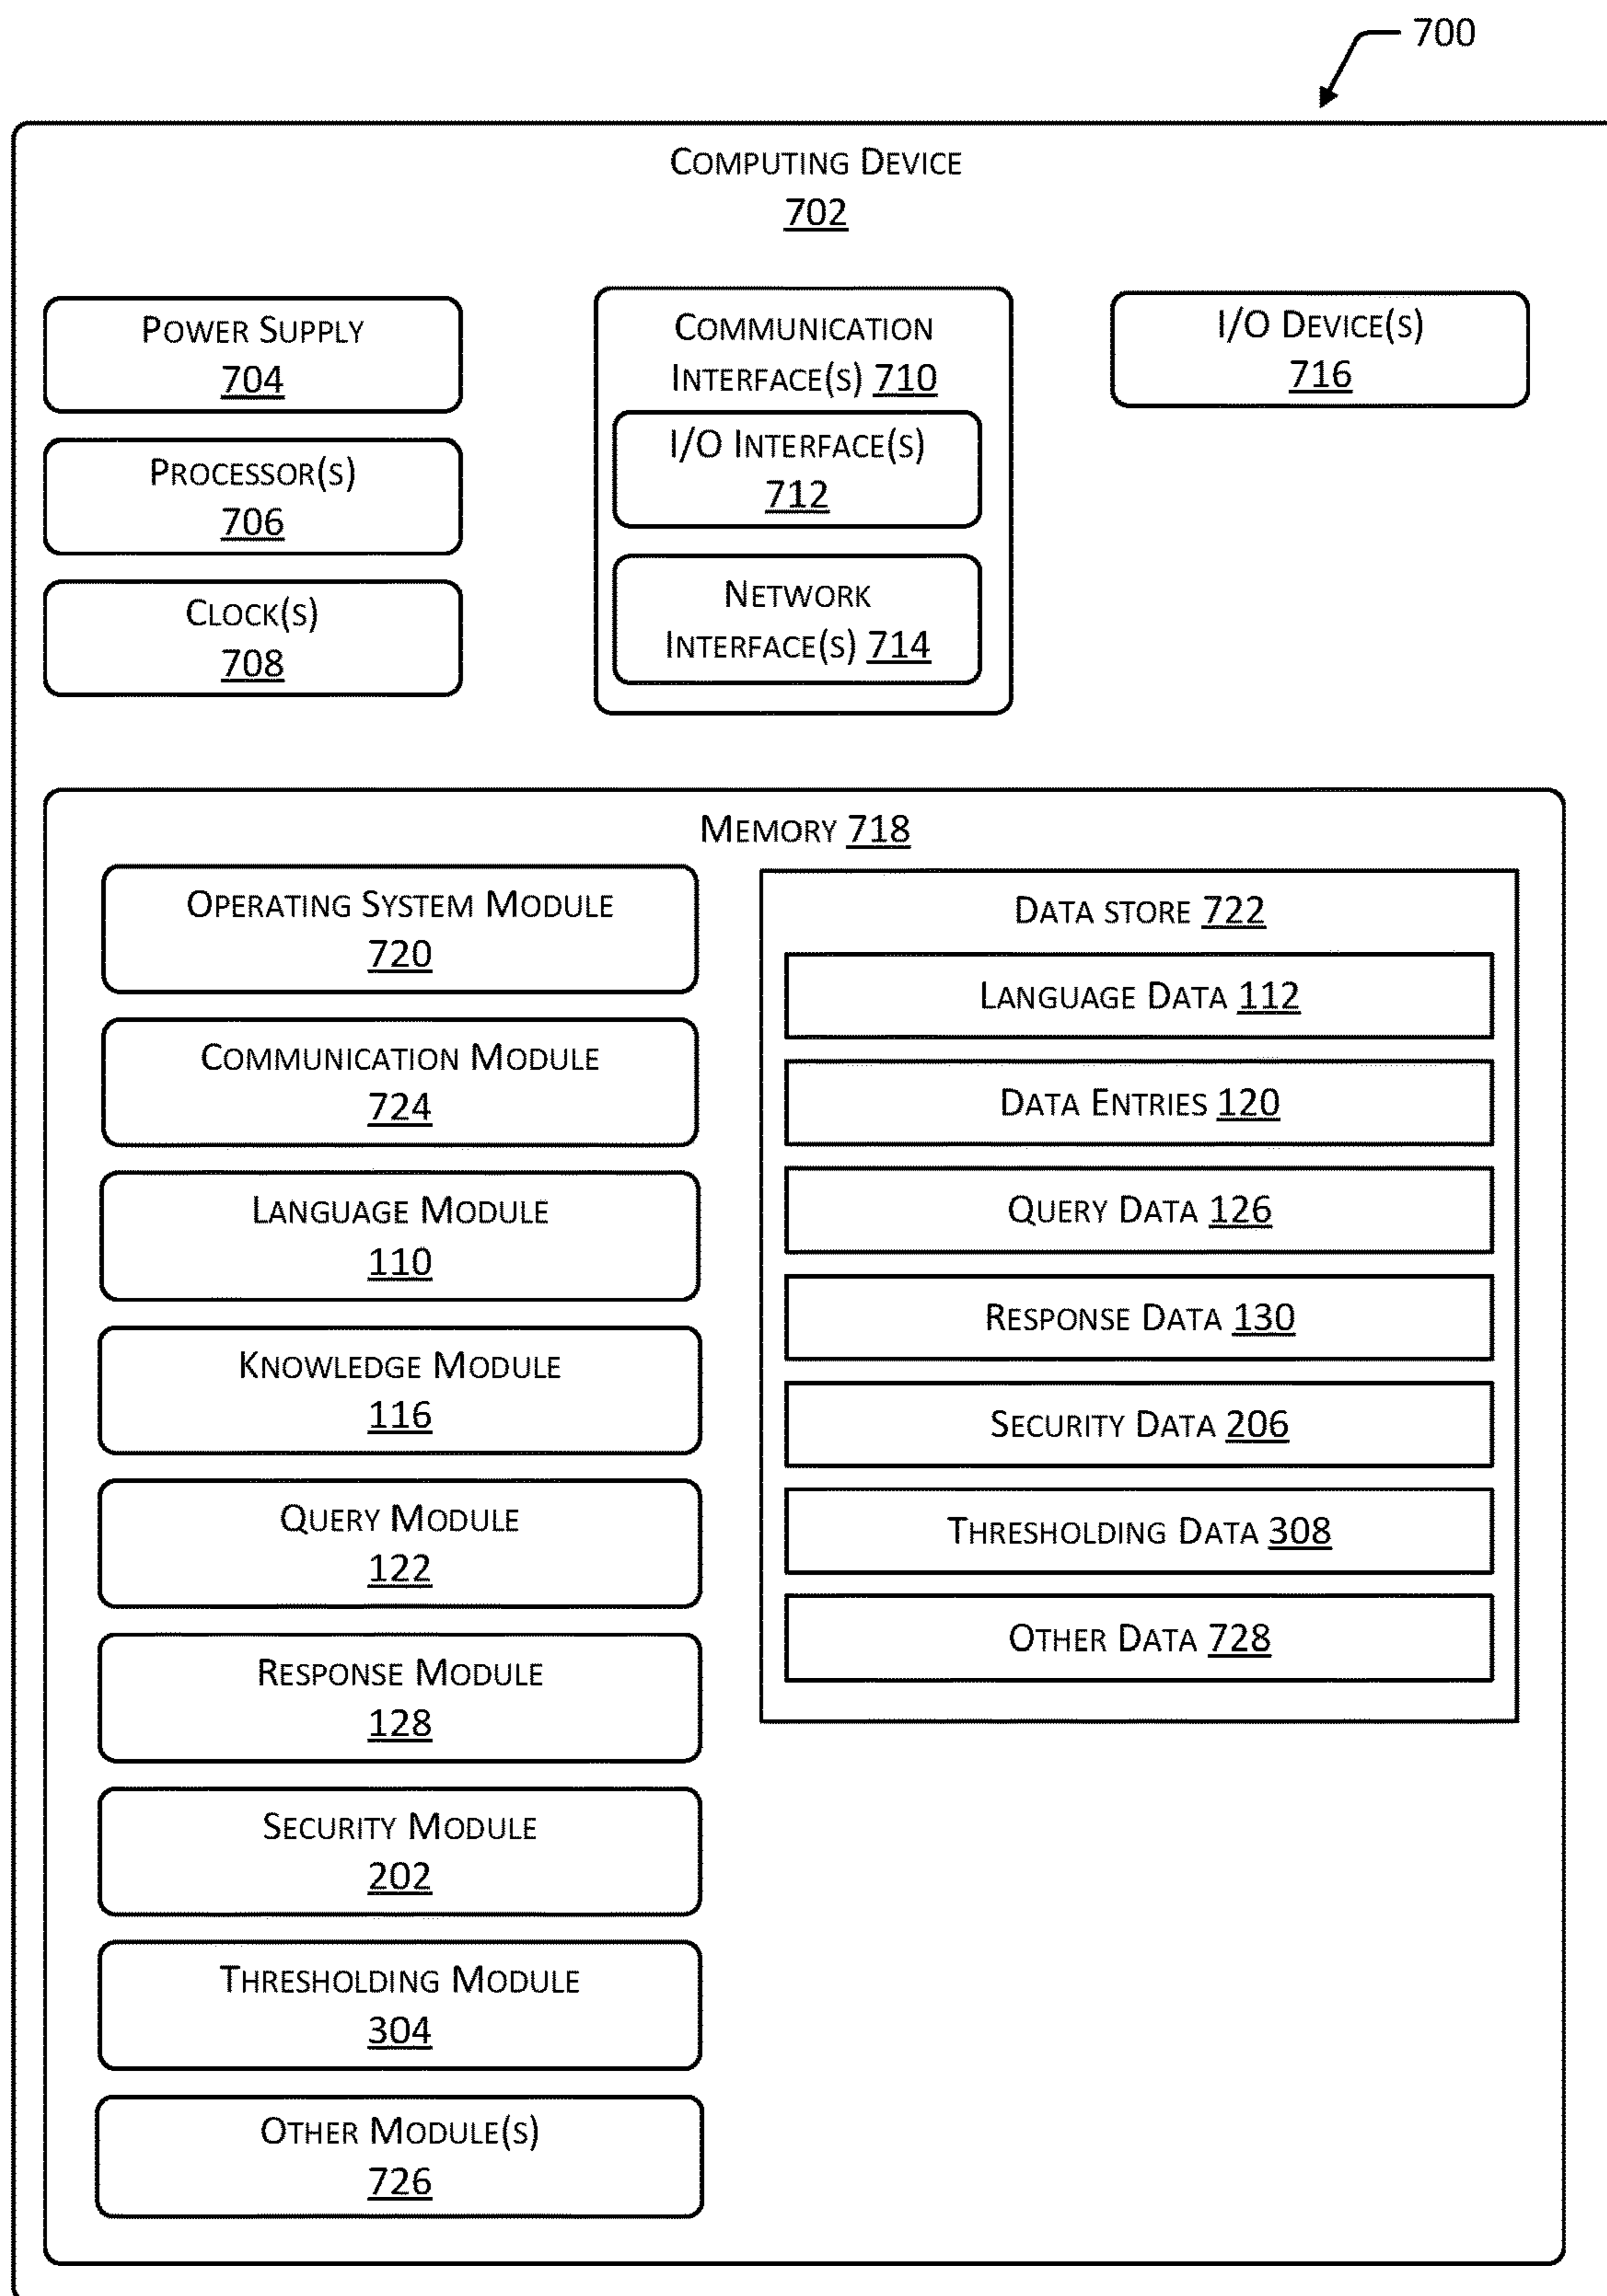 700
Computing Device
702
Power Supply
704
Processor(s)
706
Clock(s)
708
Communication
Interface(s) 710
I/O Interface(s)
712
Network
Interface(s) 714
I/O Device(s)
716
Memory 718
Operating System Module
720
Communication Module
724
Language Module
110
Knowledge Module
116
Query Module
122
Response Module
128
Security Module
202
Thresholding Module
304
Other Module(s)
726
Data store 722
Language Data 112
Data Entries 120
Query Data 126
Response Data 130
Security Data 206
Thresholding Data 308
Other Data 728